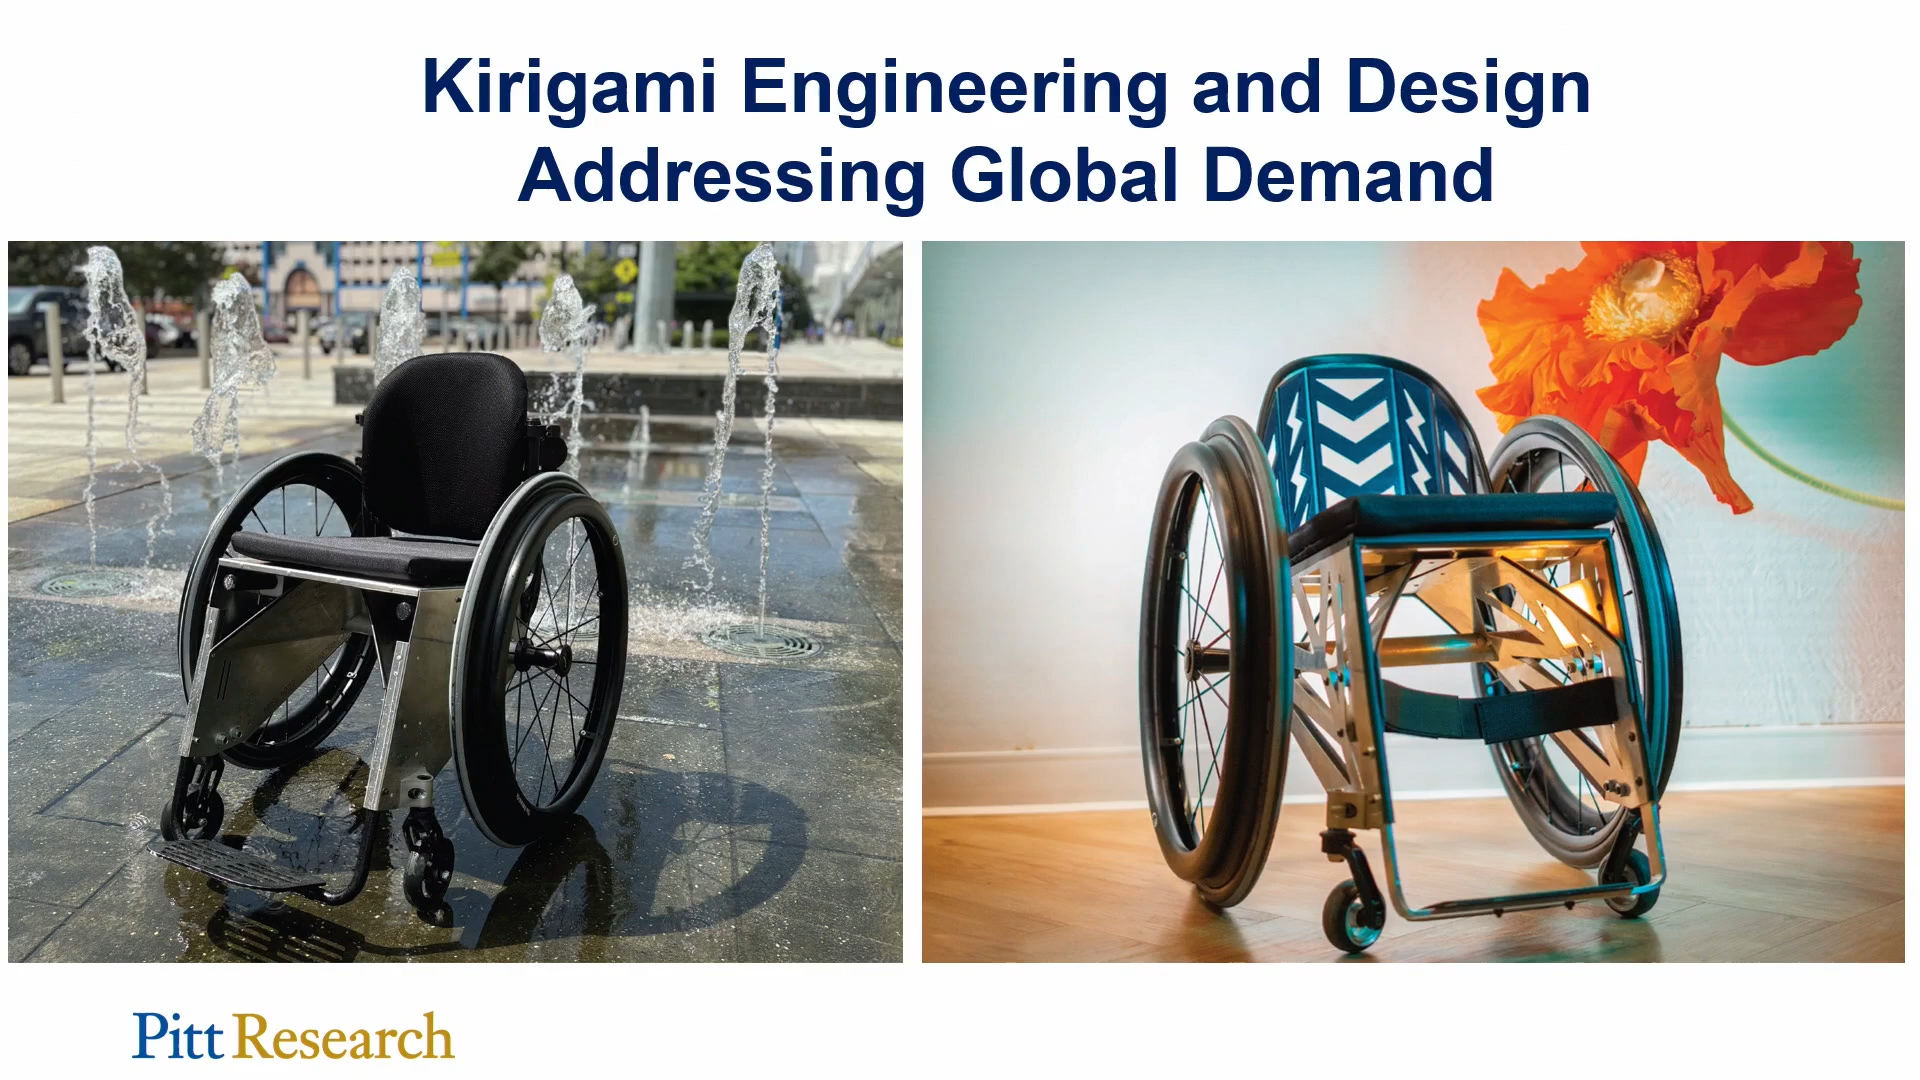 Kirigami Engineering and Design
Addressing Global Demand
Pitt Research